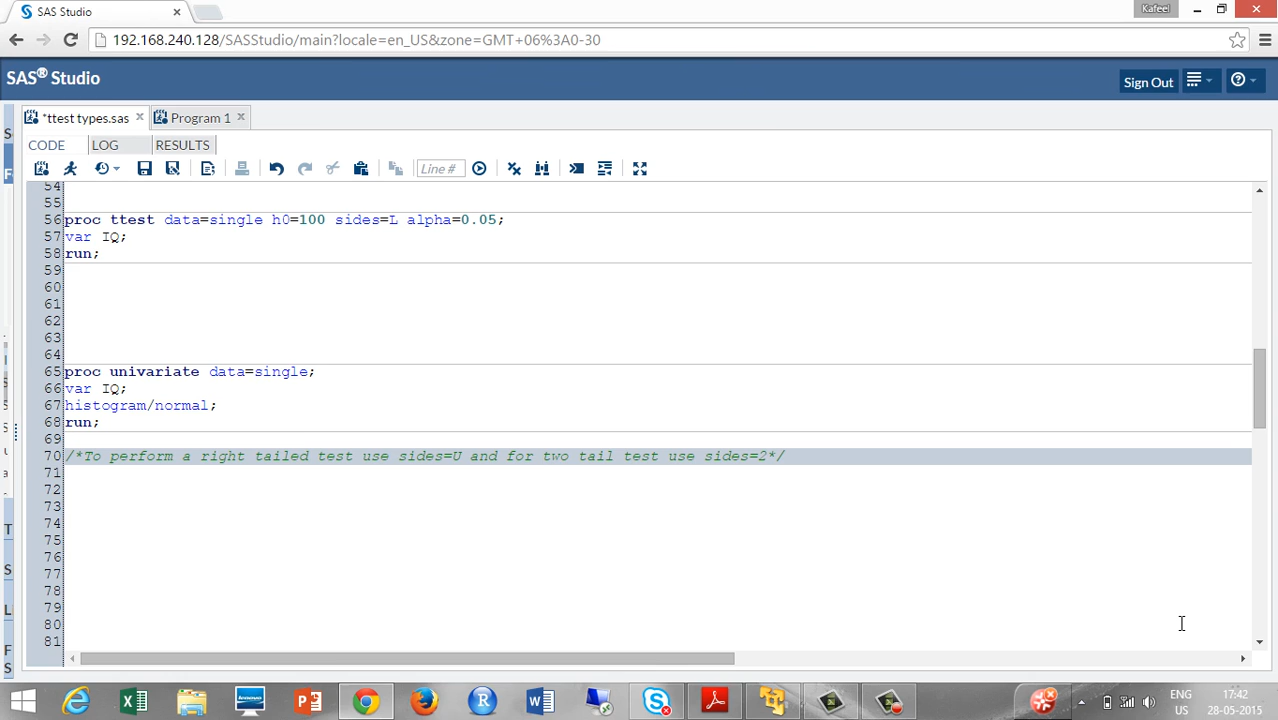 SAS Studio
Kafeel
192.168.240.128/SASStudio/main?locale=en_US&zone=GMT+06%3A0-30
SAS® Studio
Sign Out
*ttest types.sas
Program 1
CODE LOG RESULTS
Line #
54
55
56 proc ttest data=single h0=100 sides=L alpha=0.05;
57 var IQ;
58 run;
59
60
61
62
63
64
65 proc univariate data=single;
66 var IQ;
67 histogram/normal;
68 run;
69
70 /*To perform a right tailed test use sides=U and for two tail test use sides=2*/
71
72
73
74
75
76
77
78
79
80
81
ENG 17:42
US 28-05-2015